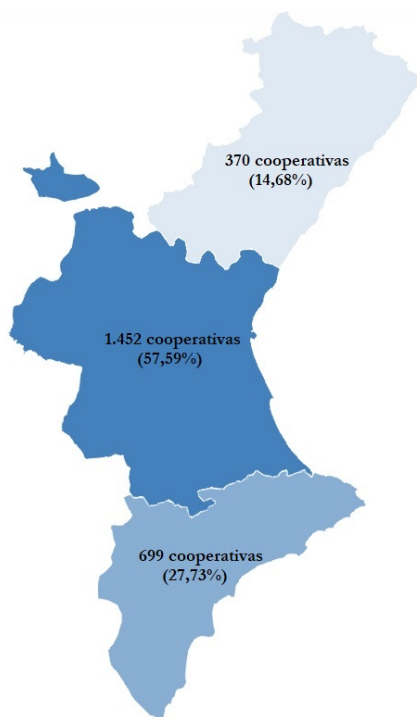 370 cooperativas
(14,68%)
1.452 cooperativas
(57,59%)
699 cooperativas
(27,73%)